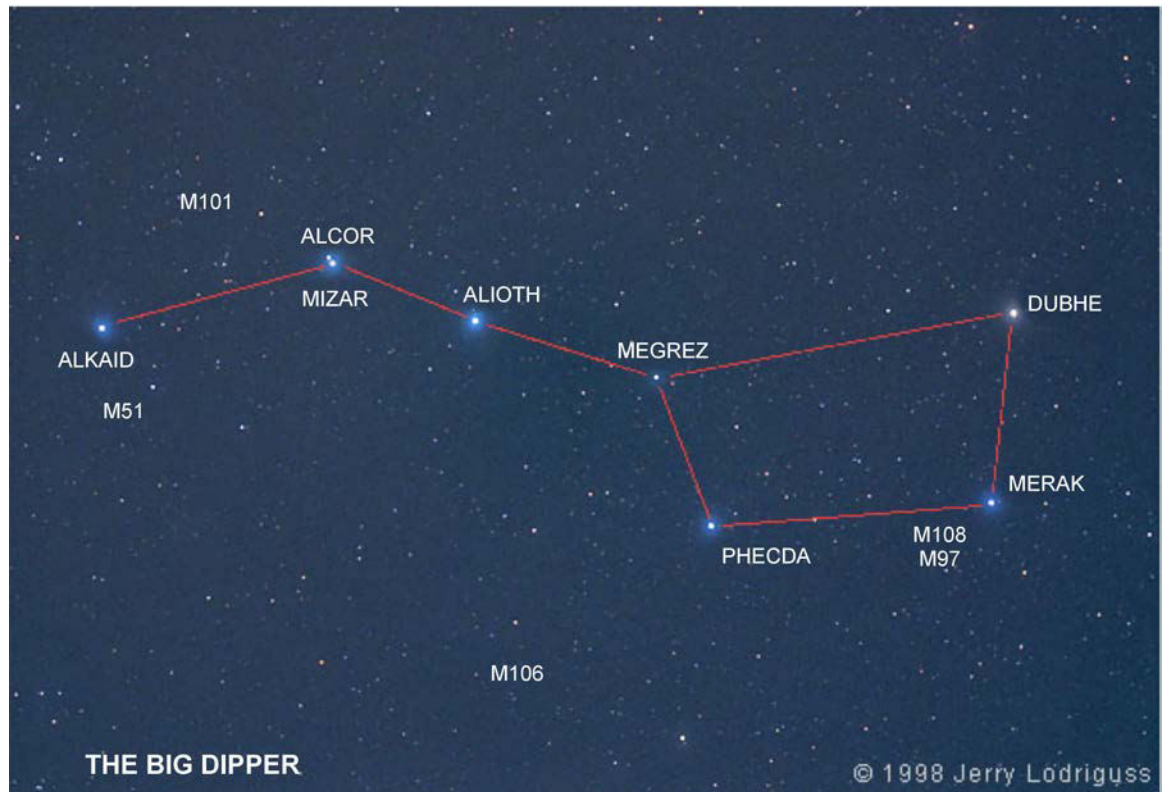 M101
ALCOR
MIZAR
ALIOTH
DUBHE
ALKAID
MEGREZ
M51
MERAK
M108
M97
PHECDA
M106
THE BIG DIPPER
© 1998 Jerry Lodriguss